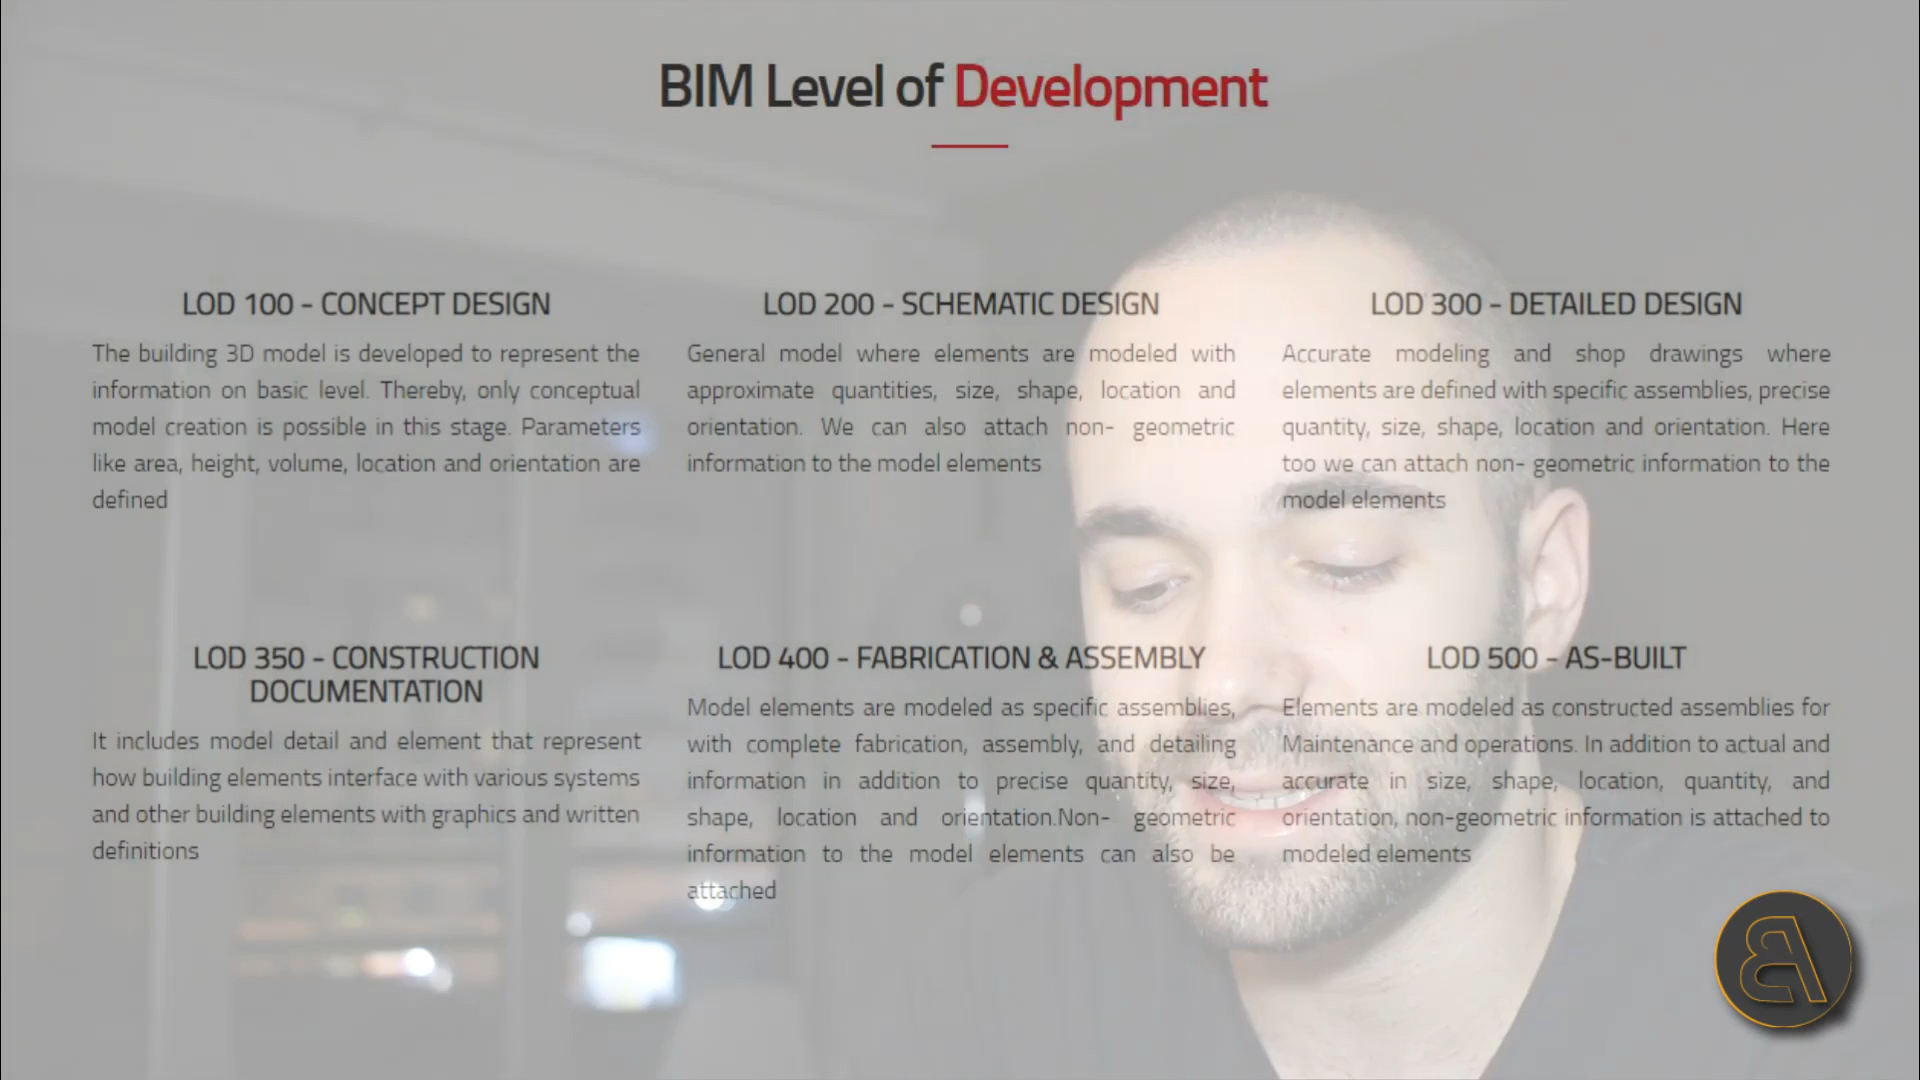 BIM Level of Development
LOD 100 - CONCEPT DESIGN
The building 3D model is developed to represent the
information on basic level. Thereby, only conceptual
model creation is possible in this stage. Parameters
like area, height, volume, location and orientation are
defined
LOD 200 - SCHEMATIC DESIGN
General model where elements are modeled with
approximate quantities, size, shape, location and
orientation. We can also attach non- geometric
information to the model elements
LOD 300 - DETAILED DESIGN
Accurate modeling and shop drawings where
elements are defined with specific assemblies, precise
quantity, size, shape, location and orientation. Here
too we can attach non- geometric information to the
model elements
LOD 350 - CONSTRUCTION
DOCUMENTATION
It includes model detail and element that represent
how building elements interface with various systems
and other building elements with graphics and written
definitions
LOD 400 - FABRICATION & ASSEMBLY
Model elements are modeled as specific assemblies,
with complete fabrication, assembly, and detailing
information in addition to precise quantity, size,
shape, location and orientation.Non- geometric
information to the model elements can also be
attached
LOD 500 - AS-BUILT
Elements are modeled as constructed assemblies for
Maintenance and operations. In addition to actual and
accurate in size, shape, location, quantity, and
orientation, non-geometric information is attached to
modeled elements